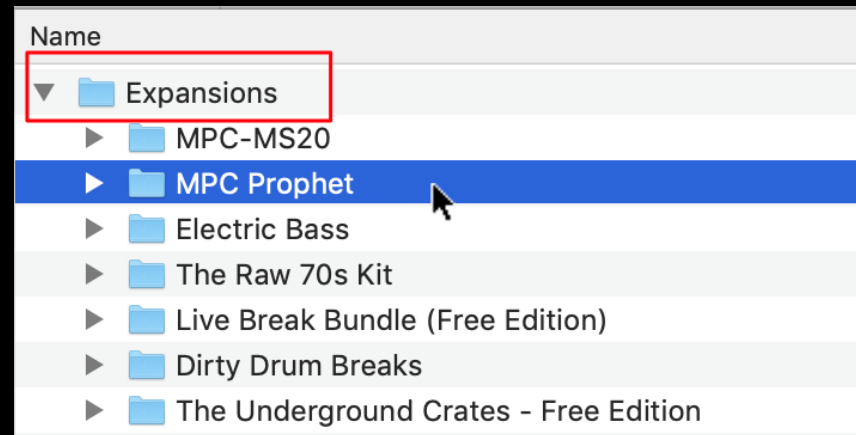 Name
Expansions
MPC-MS20
MPC Prophet
Electric Bass
The Raw 70s Kit
Live Break Bundle (Free Edition)
Dirty Drum Breaks
The Underground Crates - Free Edition